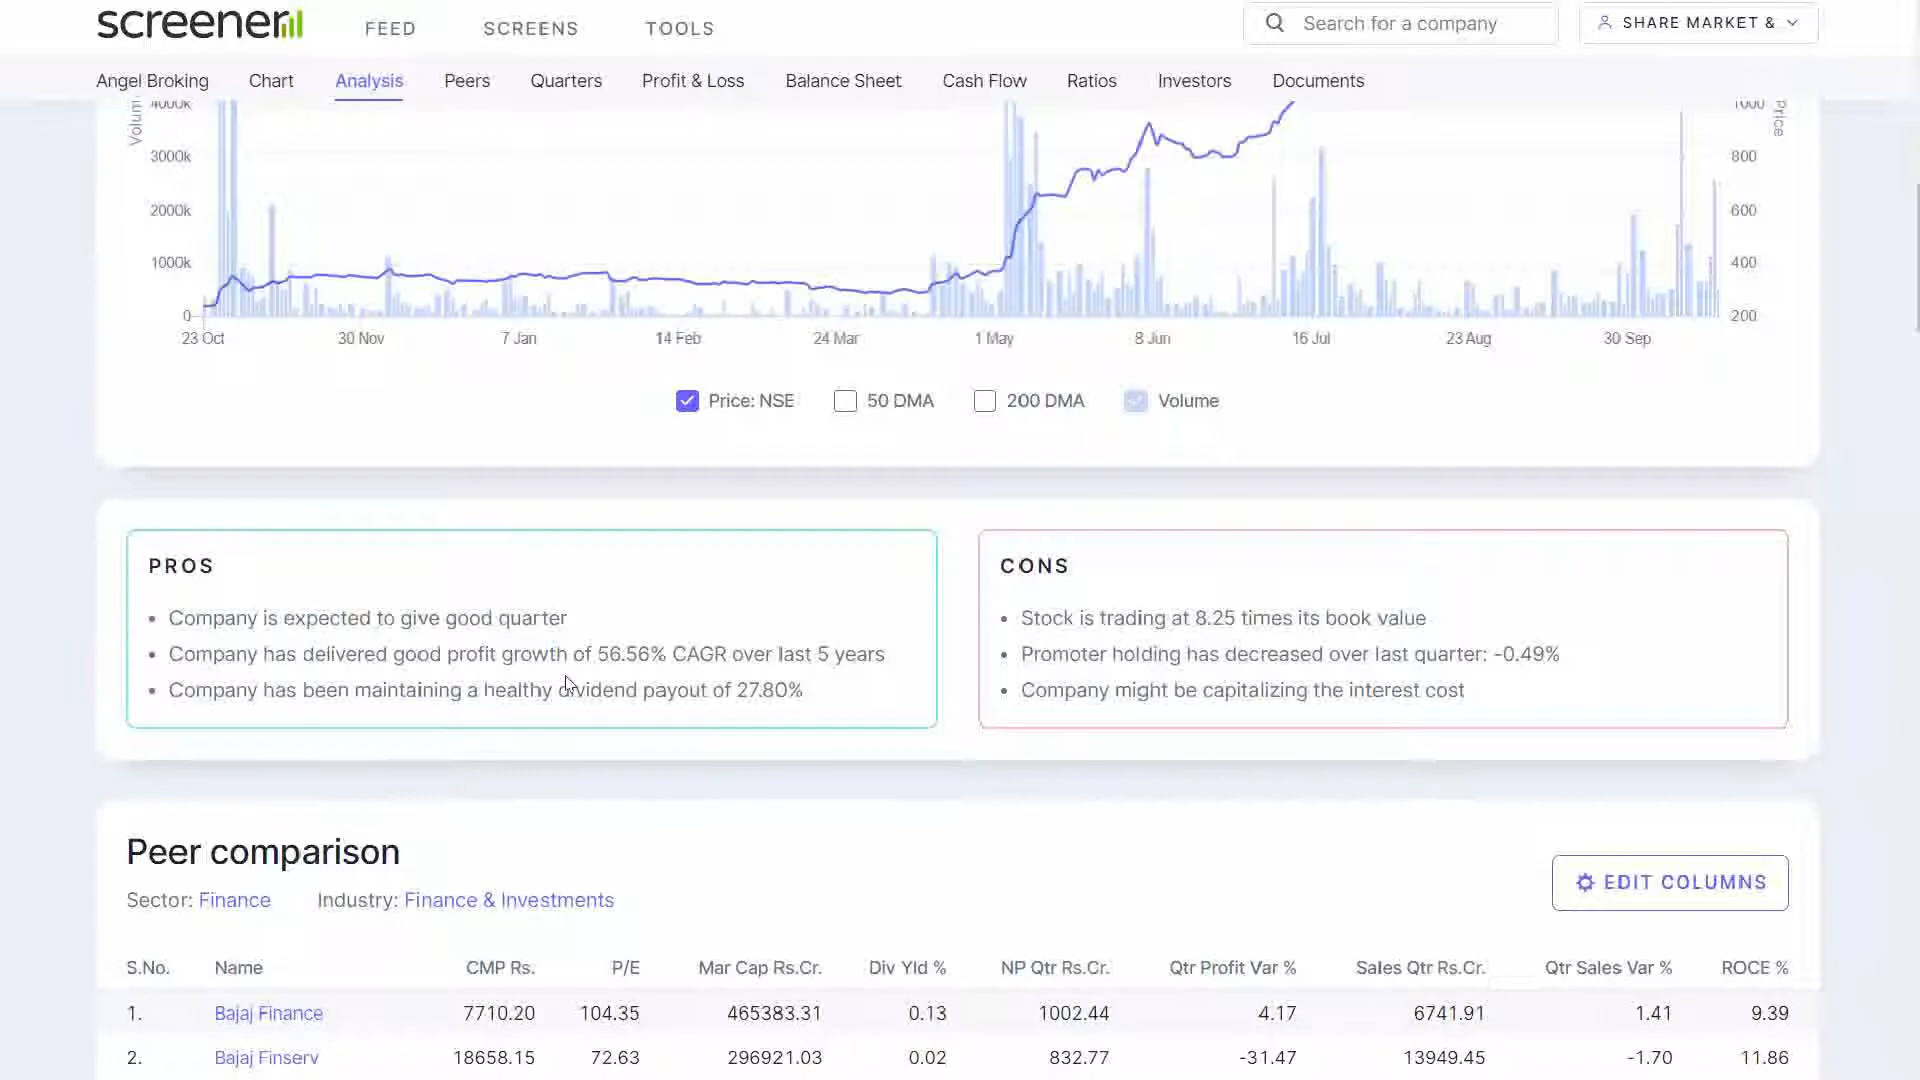 screener
FEED
SCREENS
TOOLS
Search for a company
SHARE MARKET &
Angel Broking
Chart
Analysis
Peers
Quarters
Profit & Loss
Balance Sheet
Cash Flow
Ratios
Investors
Documents
4000k
1000
Price
3000k
800
2000k
600
1000k
400
0
200
23 Oct
30 Nov
7 Jan
14 Feb
24 Mar
1 May
8 Jun
16 Jul
23 Aug
30 Sep
Price: NSE
50 DMA
200 DMA
Volume
PROS
• Company is expected to give good quarter
• Company has delivered good profit growth of 56.56% CAGR over last 5 years
• Company has been maintaining a healthy dividend payout of 27.80%
CONS
• Stock is trading at 8.25 times its book value
• Promoter holding has decreased over last quarter: -0.49%
• Company might be capitalizing the interest cost
Peer comparison
EDIT COLUMNS
Sector: Finance Industry: Finance & Investments
S.No. Name CMP Rs. P/E Mar Cap Rs.Cr. Div Yld % NP Qtr Rs.Cr. Qtr Profit Var % Sales Qtr Rs.Cr. Qtr Sales Var % ROCE %
1. Bajaj Finance 7710.20 104.35 465383.31 0.13 1002.44 4.17 6741.91 1.41 9.39
2. Bajaj Finserv 18658.15 72.63 296921.03 0.02 832.77 -31.47 13949.45 -1.70 11.86